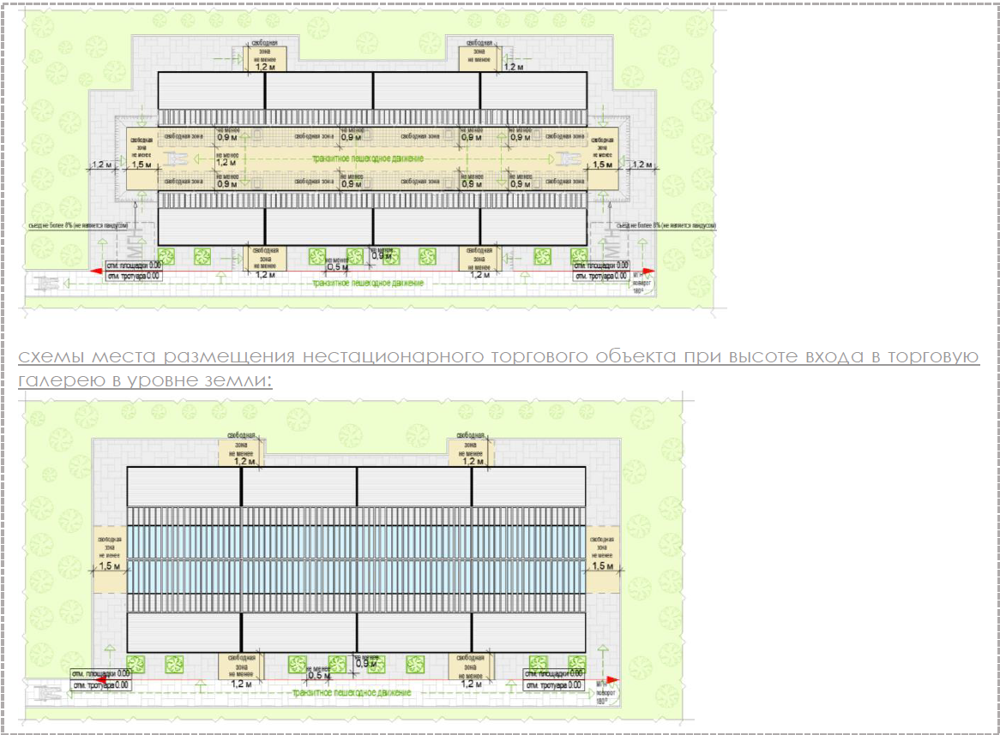 свободная зона не менее 1,2 м
свободная зона не менее 1,2 м
не менее 0,9 м
не менее 0,9 м
не менее 0,9 м
не менее 0,9 м
свободная зона
свободная зона
свободная зона
свободная зона
свободная зона не менее 1,5 м
1,2 м
не менее 1,2 м
транзитное пешеходное движение
свободная зона не менее 1,5 м
1,2 м
не менее 0,9 м
не менее 0,9 м
не менее 0,9 м
не менее 0,9 м
свободная зона
свободная зона
свободная зона
свободная зона
съезд не более 8% (не является пандусом)
съезд не более 8% (не является пандусом)
МГН
МГН
свободная зона не менее 1,2 м
не менее 0,5 м
не менее 0,9 м
свободная зона не менее 1,2 м
отм. площадки 0.00
отм. тротуара 0.00
отм. площадки 0.00
отм. тротуара 0.00
транзитное пешеходное движение
МГН поворот 180°
схемы места размещения нестационарного торгового объекта при высоте входа в торговую
галерею в уровне земли:
свободная зона не менее 1,2 м
свободная зона не менее 1,2 м
свободная зона не менее 1,5 м
свободная зона не менее 1,5 м
свободная зона не менее 1,2 м
не менее 0,5 м
не менее 0,9 м
свободная зона не менее 1,2 м
отм. площадки 0.00
отм. тротуара 0.00
отм. площадки 0.00
отм. тротуара 0.00
транзитное пешеходное движение
МГН поворот 180°